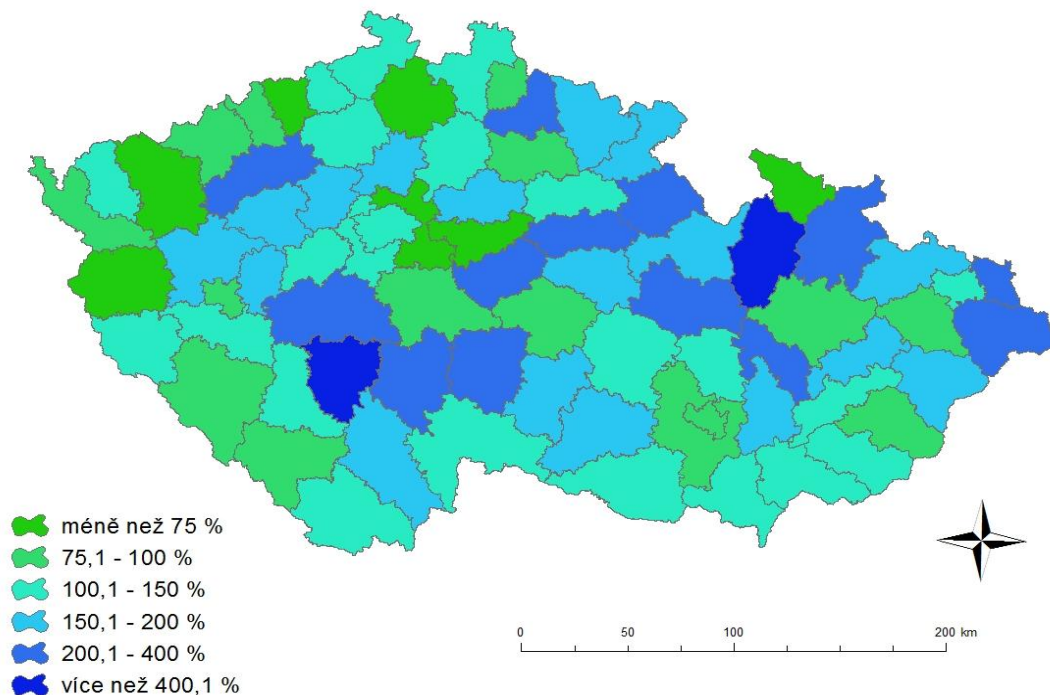 méně než 75 %
75,1 - 100 %
100,1 - 150 %
150,1 - 200 %
200,1 - 400 %
více než 400,1 %
0 50 100 200 km